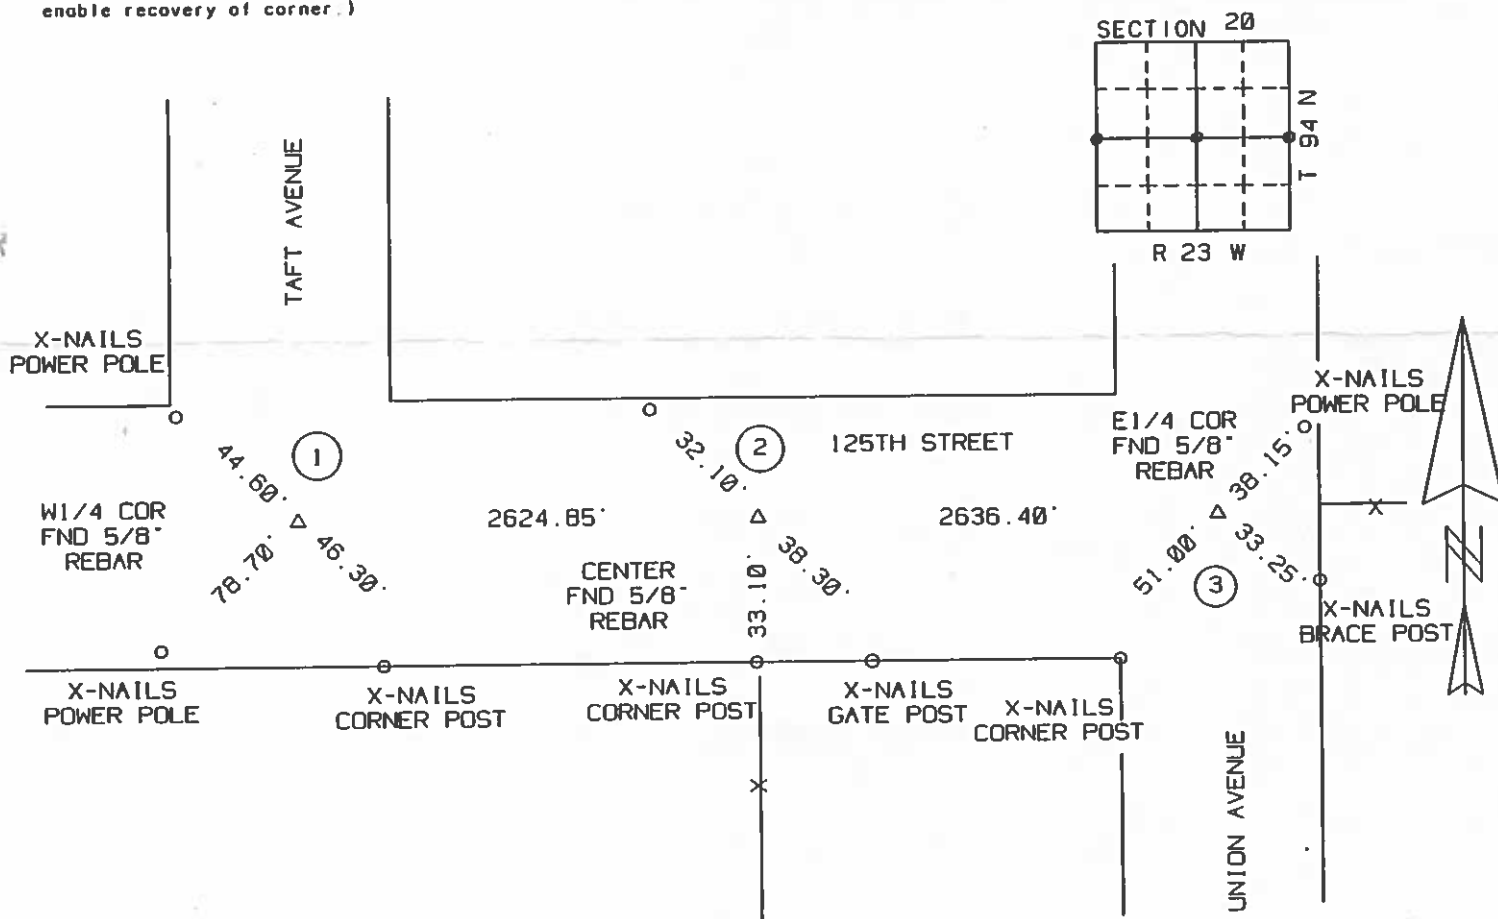 enable recovery of corner.)
SECTION 20
T 94 N
R 23 W
TAFT AVENUE
X-NAILS
POWER POLE
X-NAILS
POWER POLE
44.60'
1
32.10'
2
125TH STREET
E1/4 COR
FND 5/8"
REBAR
38.15'
W1/4 COR
FND 5/8"
REBAR
2624.85'
2636.40'
78.70'
46.30'
CENTER
FND 5/8"
REBAR
33.10'
38.30'
51.00'
33.25'
3
N
X-NAILS
BRACE POST
X-NAILS
POWER POLE
X-NAILS
CORNER POST
X-NAILS
CORNER POST
X-NAILS
GATE POST
X-NAILS
CORNER POST
UNION AVENUE